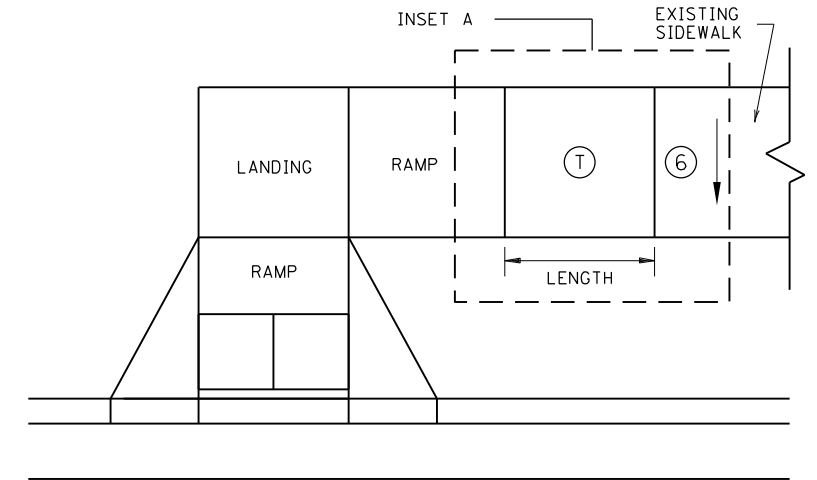 INSET A
EXISTING
SIDEWALK
LANDING
RAMP
T
6
RAMP
LENGTH